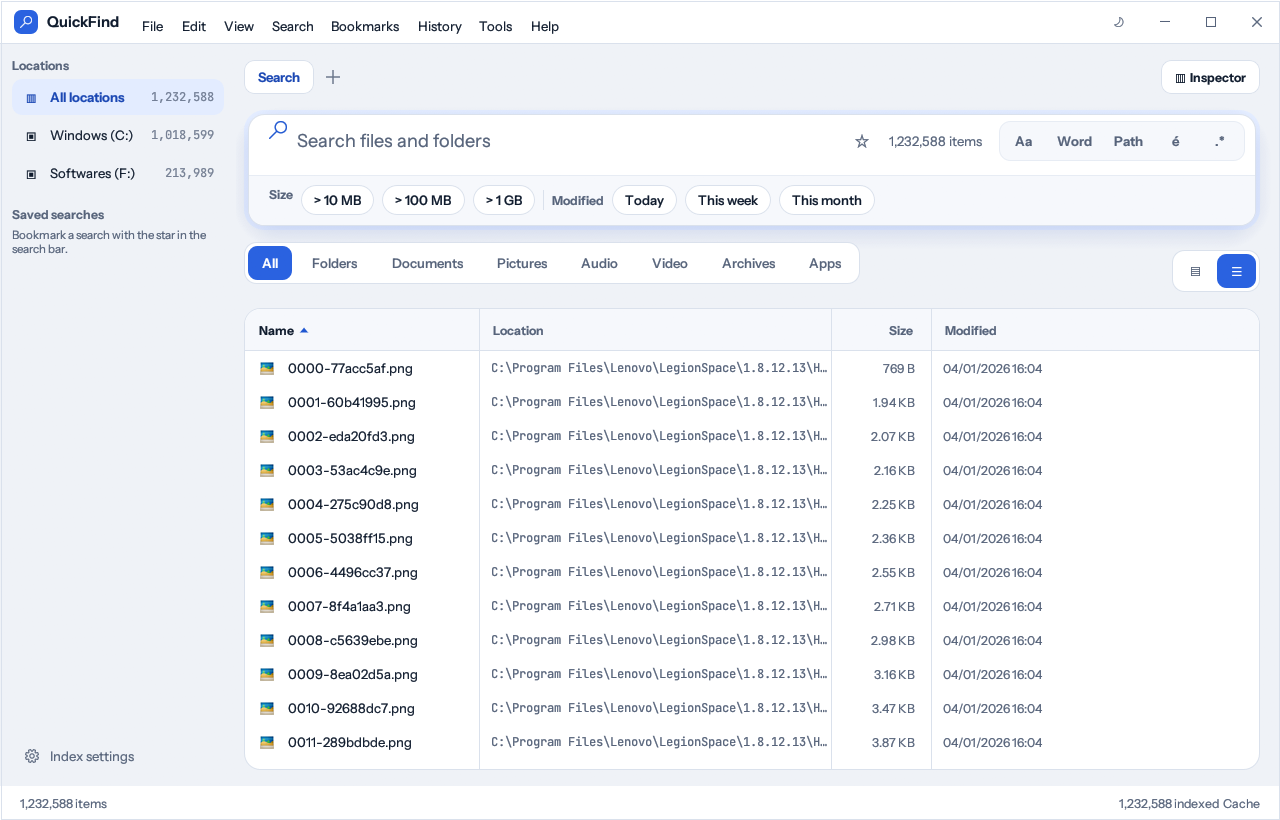 QuickFind File Edit View Search Bookmarks History Tools Help
Locations
All locations 1,232,588
Windows (C:) 1,018,599
Softwares (F:) 213,989
Saved searches
Bookmark a search with the star in the
search bar.
Index settings
Search
Inspector
Search files and folders 1,232,588 items Aa Word Path é .*
Size > 10 MB > 100 MB > 1 GB Modified Today This week This month
All Folders Documents Pictures Audio Video Archives Apps
Name Location Size Modified
0000-77acc5af.png C:\Program Files\Lenovo\LegionSpace\1.8.12.13\H… 769 B 04/01/2026 16:04
0001-60b41995.png C:\Program Files\Lenovo\LegionSpace\1.8.12.13\H… 1.94 KB 04/01/2026 16:04
0002-eda20fd3.png C:\Program Files\Lenovo\LegionSpace\1.8.12.13\H… 2.07 KB 04/01/2026 16:04
0003-53ac4c9e.png C:\Program Files\Lenovo\LegionSpace\1.8.12.13\H… 2.16 KB 04/01/2026 16:04
0004-275c90d8.png C:\Program Files\Lenovo\LegionSpace\1.8.12.13\H… 2.25 KB 04/01/2026 16:04
0005-5038ff15.png C:\Program Files\Lenovo\LegionSpace\1.8.12.13\H… 2.36 KB 04/01/2026 16:04
0006-4496cc37.png C:\Program Files\Lenovo\LegionSpace\1.8.12.13\H… 2.55 KB 04/01/2026 16:04
0007-8f4a1aa3.png C:\Program Files\Lenovo\LegionSpace\1.8.12.13\H… 2.71 KB 04/01/2026 16:04
0008-c5639ebe.png C:\Program Files\Lenovo\LegionSpace\1.8.12.13\H… 2.98 KB 04/01/2026 16:04
0009-8ea02d5a.png C:\Program Files\Lenovo\LegionSpace\1.8.12.13\H… 3.16 KB 04/01/2026 16:04
0010-92688dc7.png C:\Program Files\Lenovo\LegionSpace\1.8.12.13\H… 3.47 KB 04/01/2026 16:04
0011-289bdbde.png C:\Program Files\Lenovo\LegionSpace\1.8.12.13\H… 3.87 KB 04/01/2026 16:04
1,232,588 items 1,232,588 indexed Cache